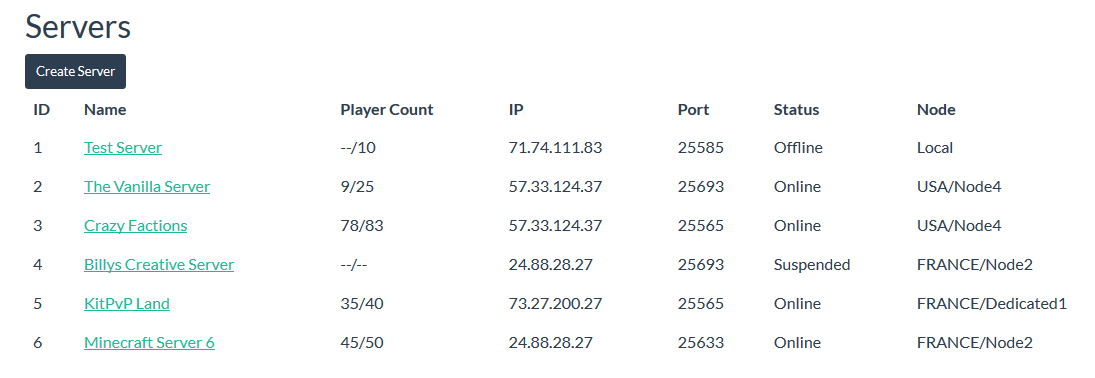 Servers
Create Server
ID Name Player Count IP Port Status Node
1 Test Server --/10 71.74.111.83 25585 Offline Local
2 The Vanilla Server 9/25 57.33.124.37 25693 Online USA/Node4
3 Crazy Factions 78/83 57.33.124.37 25565 Online USA/Node4
4 Billys Creative Server --/-- 24.88.28.27 25693 Suspended FRANCE/Node2
5 KitPvP Land 35/40 73.27.200.27 25565 Online FRANCE/Dedicated1
6 Minecraft Server 6 45/50 24.88.28.27 25633 Online FRANCE/Node2